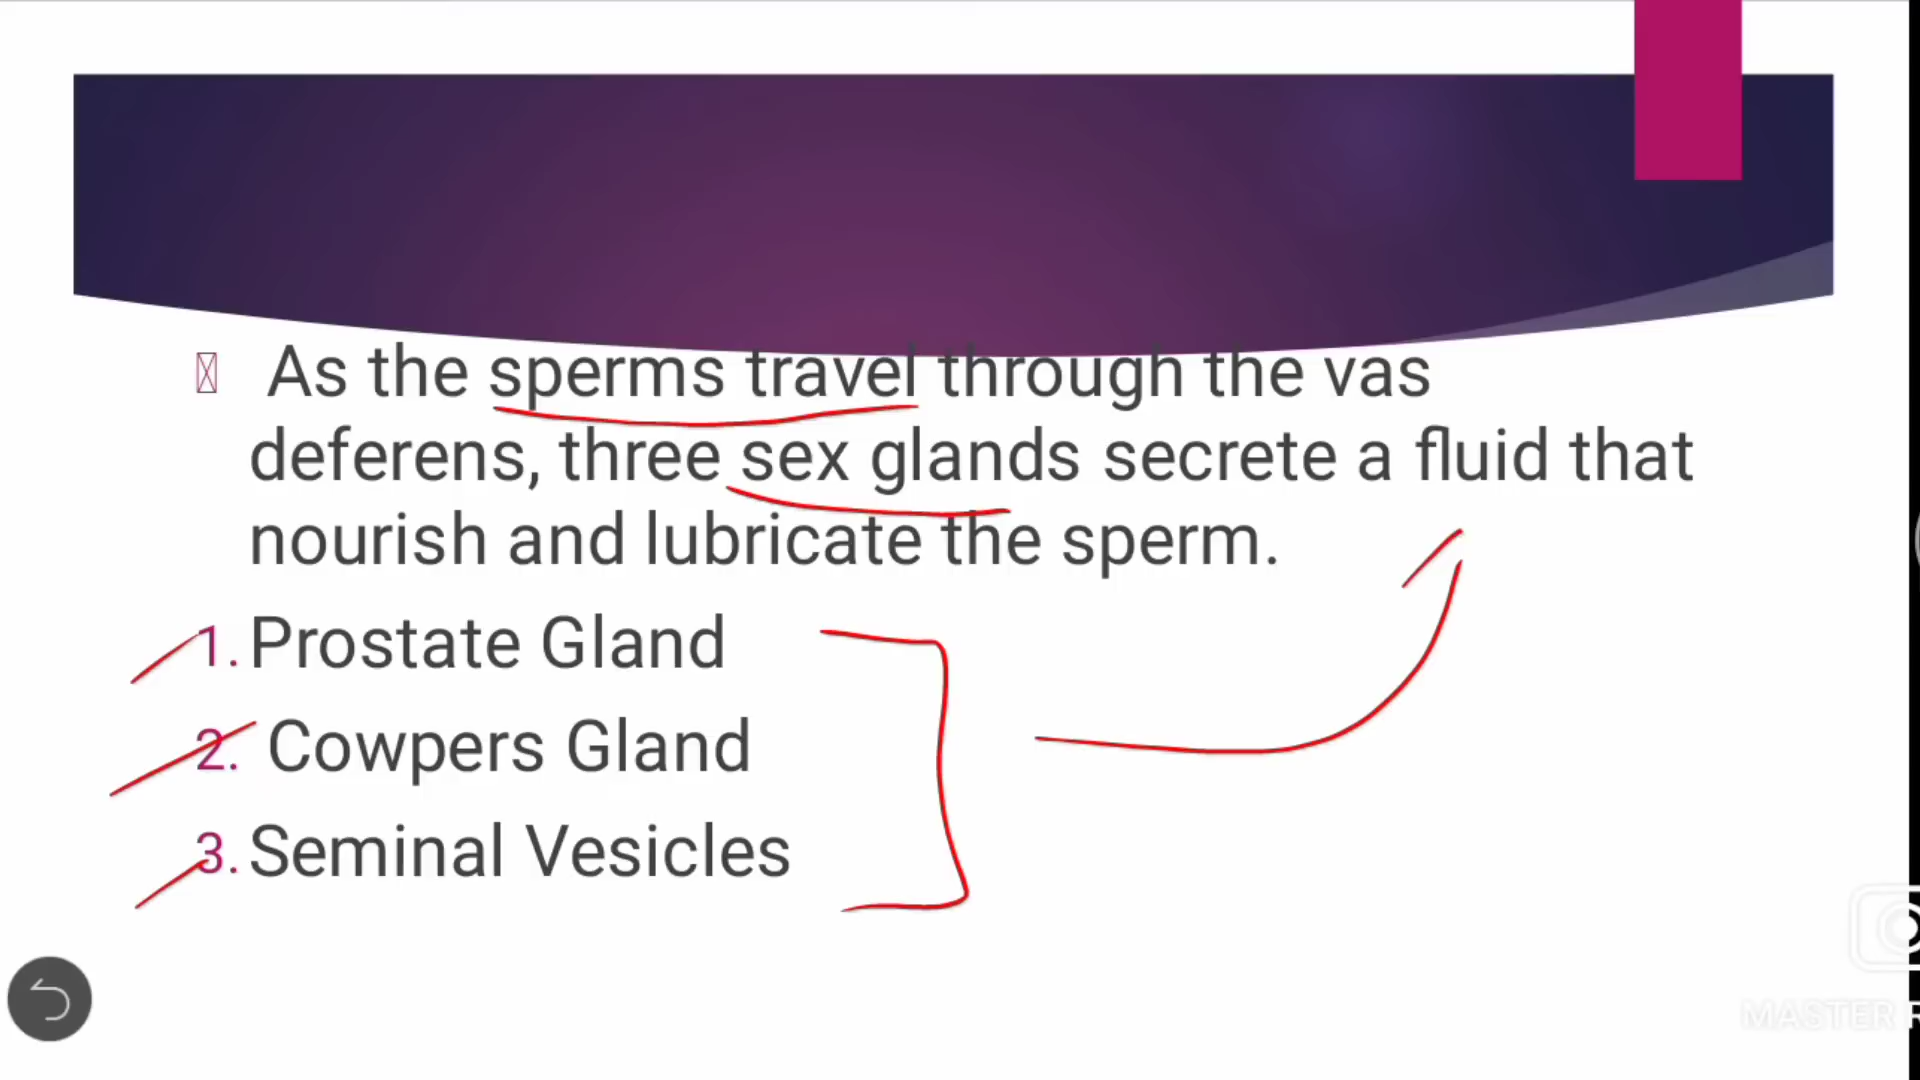 As the sperms travel through the vas
deferens, three sex glands secrete a fluid that
nourish and lubricate the sperm.
1. Prostate Gland
2. Cowpers Gland
3. Seminal Vesicles
MASTER